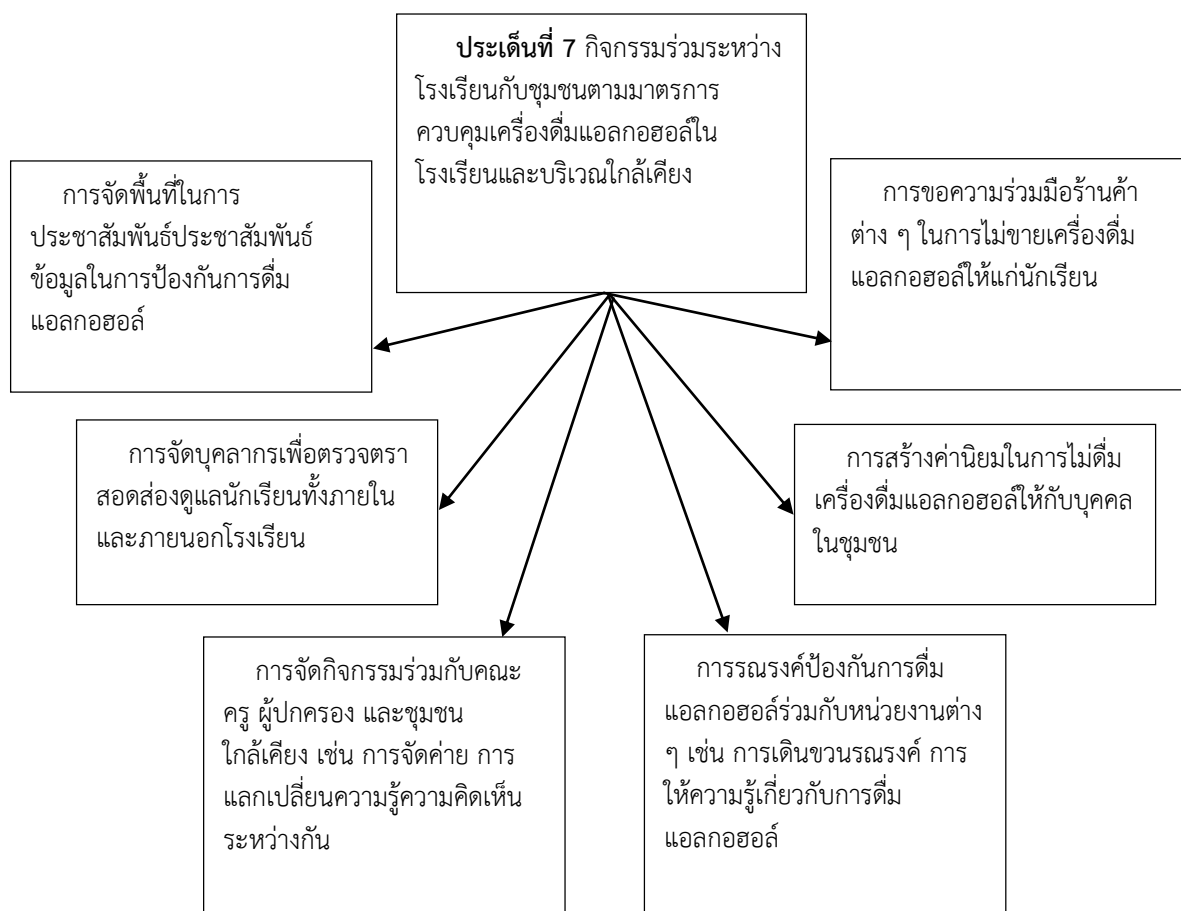 ประเด็นที่ 7 กิจกรรมร่วมระหว่าง
โรงเรียนกับชุมชนตามมาตรการ
ควบคุมเครื่องดื่มแอลกอฮอล์ใน
โรงเรียนและบริเวณใกล้เคียง
การจัดพื้นที่ในการ
ประชาสัมพันธ์ประชาสัมพันธ์
ข้อมูลในการป้องกันการดื่ม
แอลกอฮอล์
การขอความร่วมมือร้านค้า
ต่าง ๆ ในการไม่ขายเครื่องดื่ม
แอลกอฮอล์ให้แก่นักเรียน
การจัดบุคลากรเพื่อตรวจตรา
สอดส่องดูแลนักเรียนทั้งภายใน
และภายนอกโรงเรียน
การสร้างค่านิยมในการไม่ดื่ม
เครื่องดื่มแอลกอฮอล์ให้กับบุคคล
ในชุมชน
การจัดกิจกรรมร่วมกับคณะ
ครู ผู้ปกครอง และชุมชน
ใกล้เคียง เช่น การจัดค่าย การ
แลกเปลี่ยนความรู้ความคิดเห็น
ระหว่างกัน
การรณรงค์ป้องกันการดื่ม
แอลกอฮอล์ร่วมกับหน่วยงานต่าง
ๆ เช่น การเดินขวนรณรงค์ การ
ให้ความรู้เกี่ยวกับการดื่ม
แอลกอฮอล์